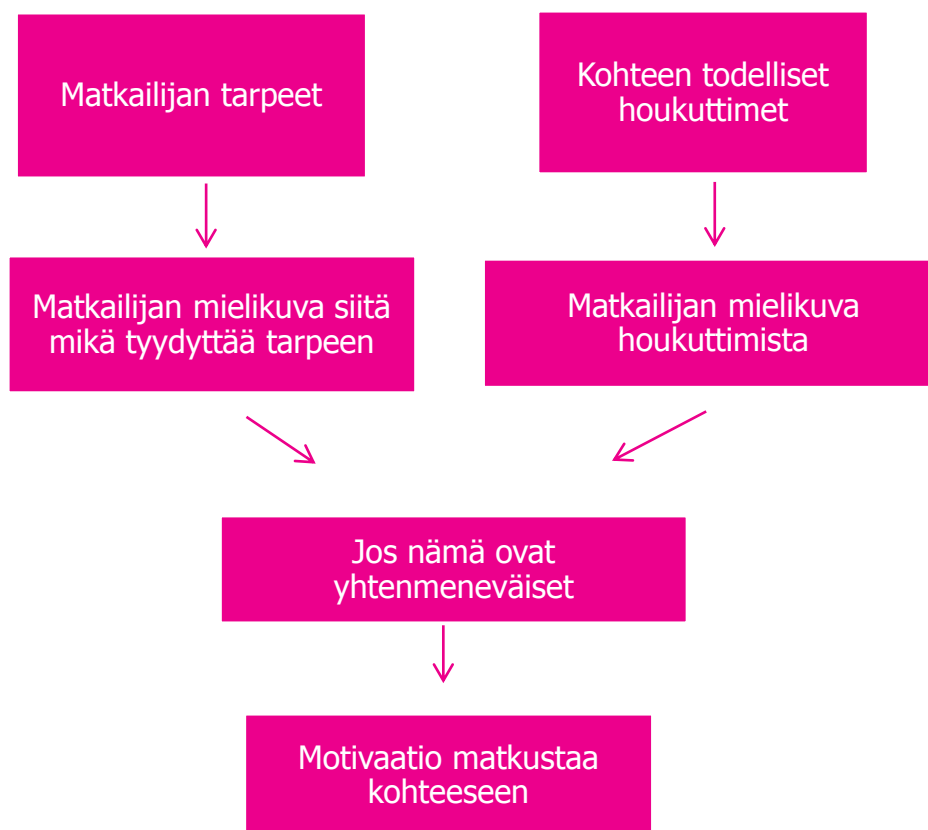 Matkailijan tarpeet
Kohteen todelliset
houkuttimet
Matkailijan mielikuva siitä
mikä tyydyttää tarpeen
Matkailijan mielikuva
houkuttimista
Jos nämä ovat
yhtenmeneväiset
Motivaatio matkustaa
kohteeseen